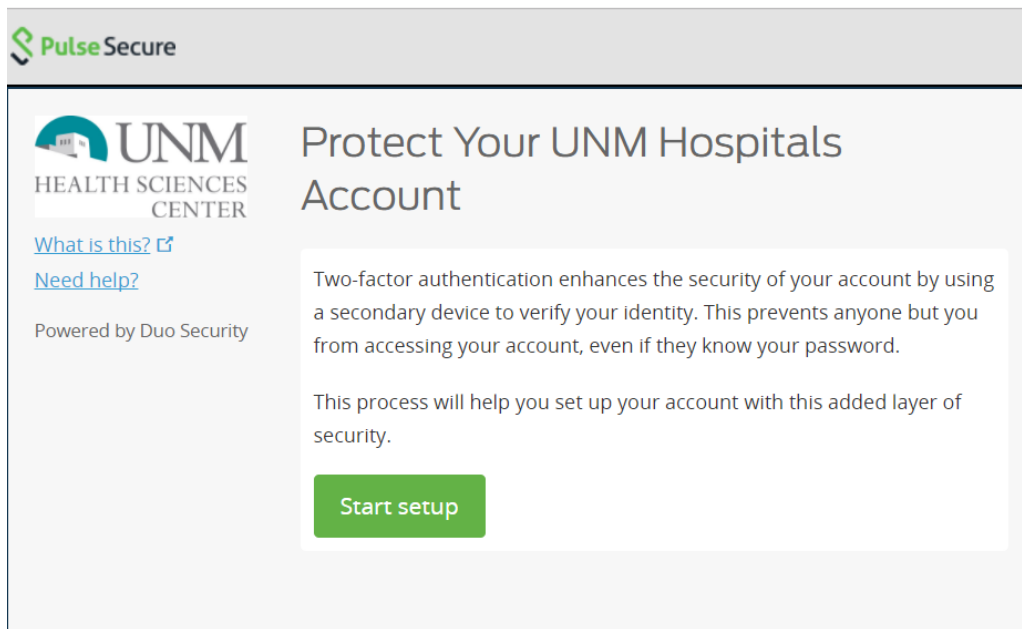 Pulse Secure
UNM
HEALTH SCIENCES
CENTER
What is this?
Need help?
Powered by Duo Security
Protect Your UNM Hospitals
Account
Two-factor authentication enhances the security of your account by using
a secondary device to verify your identity. This prevents anyone but you
from accessing your account, even if they know your password.
This process will help you set up your account with this added layer of
security.
Start setup